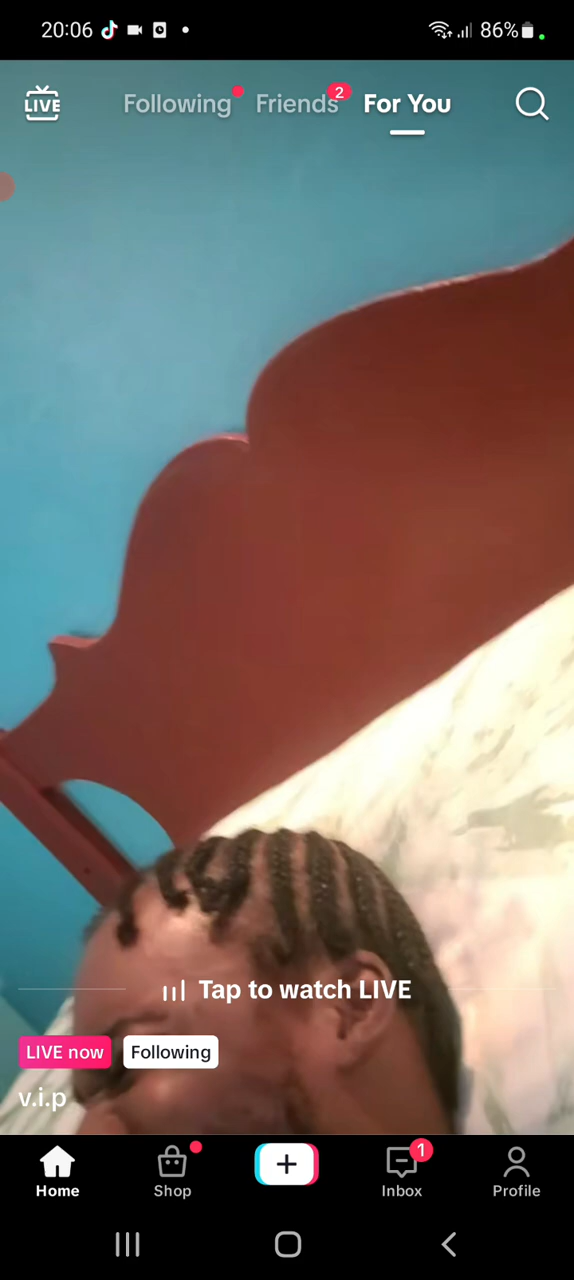 20:06
86%
LIVE
Following
Friends 2
For You
Tap to watch LIVE
LIVE now
Following
v.i.p
Home
Shop
1
Inbox
Profile